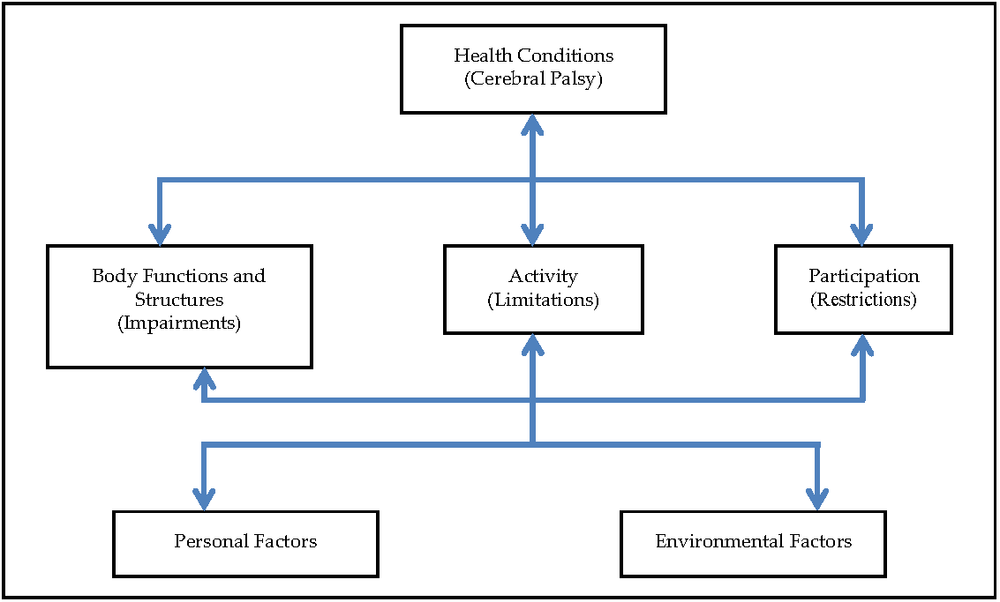 Health Conditions
(Cerebral Palsy)
Body Functions and
Structures
(Impairments)
Activity
(Limitations)
Participation
(Restrictions)
Personal Factors
Environmental Factors